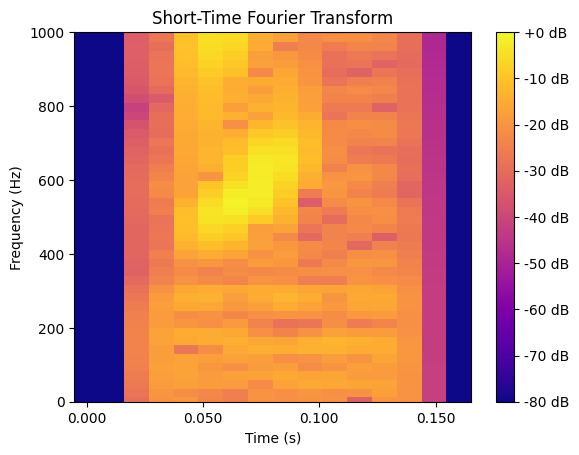 Short-Time Fourier Transform
1000
800
600
400
200
0
Frequency (Hz)
0.000
0.050
0.100
0.150
Time (s)
+0 dB
-10 dB
-20 dB
-30 dB
-40 dB
-50 dB
-60 dB
-70 dB
-80 dB